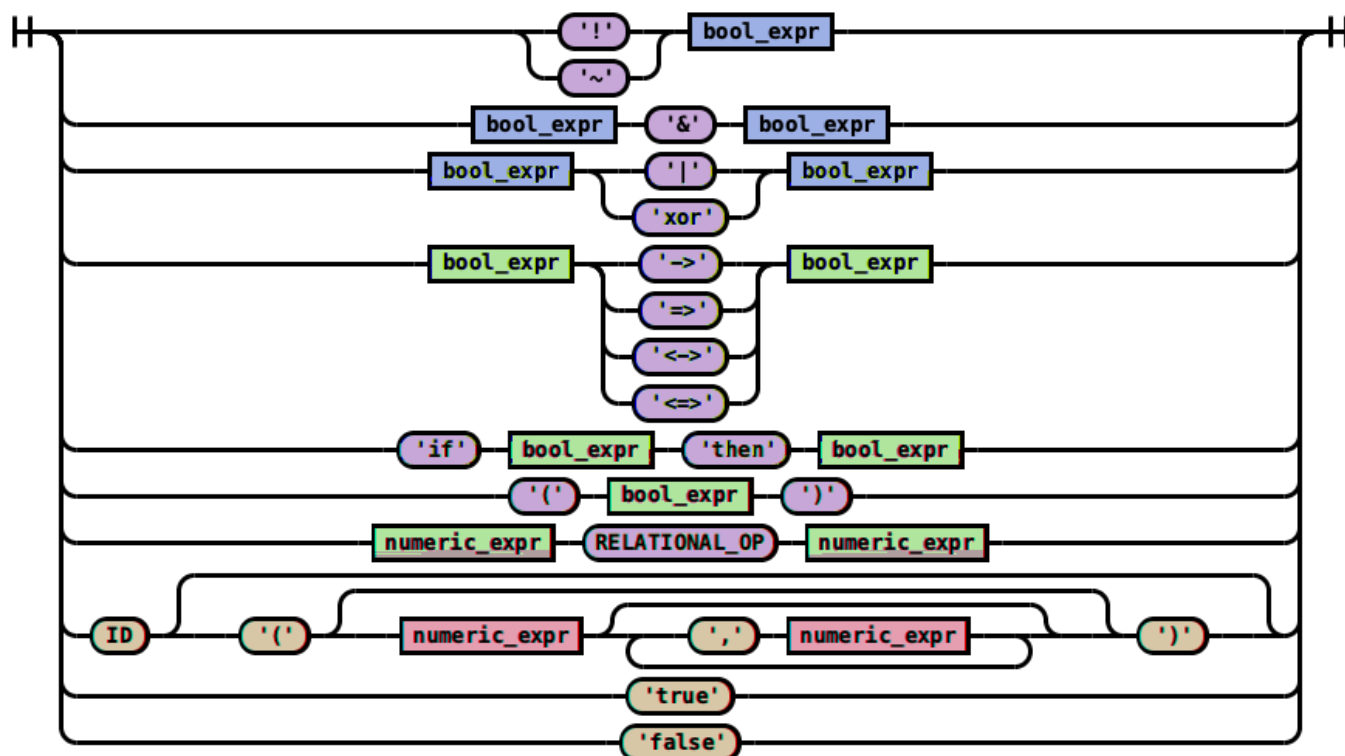 '!' bool_expr
'~'
bool_expr '&' bool_expr
bool_expr '|' bool_expr
'xor'
bool_expr '->' bool_expr
'=>'
'<->'
'<=>'
'if' bool_expr 'then' bool_expr
'(' bool_expr ')'
numeric_expr RELATIONAL_OP numeric_expr
ID '(' numeric_expr ',' numeric_expr ')'
'true'
'false'